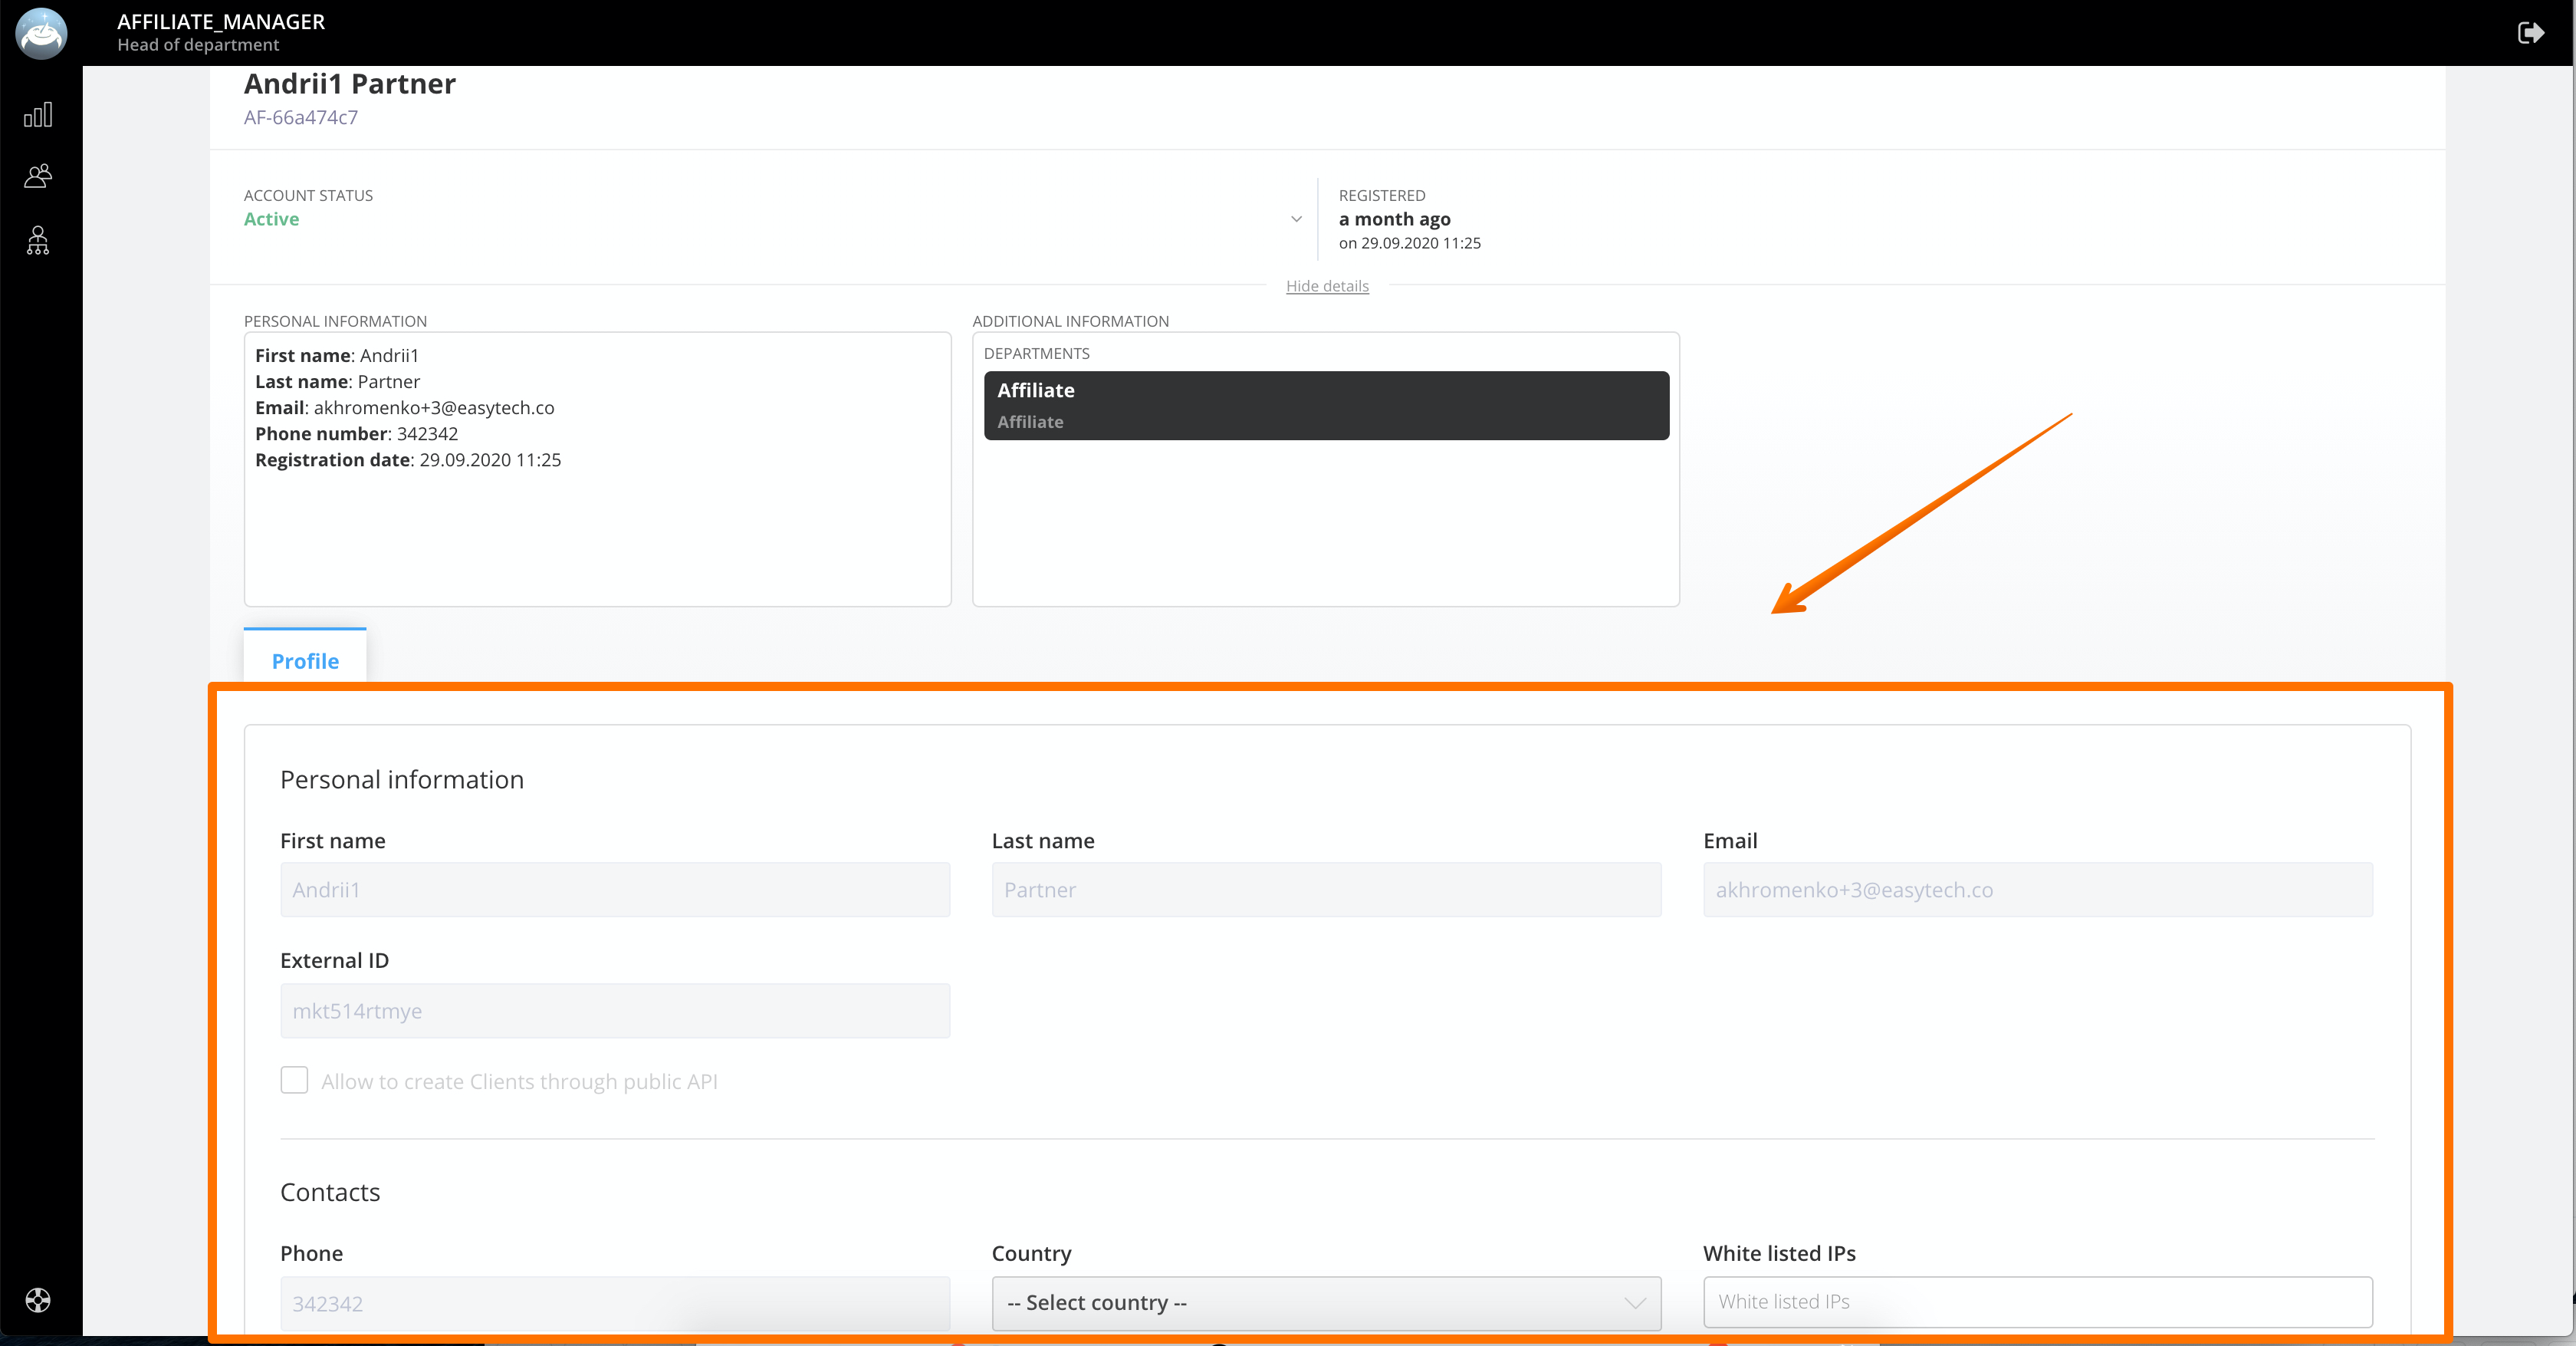 AFFILIATE_MANAGER
Head of department
Andrii1 Partner
AF-66a474c7
ACCOUNT STATUS
Active
REGISTERED
a month ago
on 29.09.2020 11:25
Hide details
PERSONAL INFORMATION
First name: Andrii1
Last name: Partner
Email: akhromenko+3@easytech.co
Phone number: 342342
Registration date: 29.09.2020 11:25
ADDITIONAL INFORMATION
DEPARTMENTS
Affiliate
Affiliate
Profile
Personal information
First name
Andrii1
Last name
Partner
Email
akhromenko+3@easytech.co
External ID
mkt514rtmye
Allow to create Clients through public API
Contacts
Phone
342342
Country
-- Select country --
White listed IPs
White listed IPs